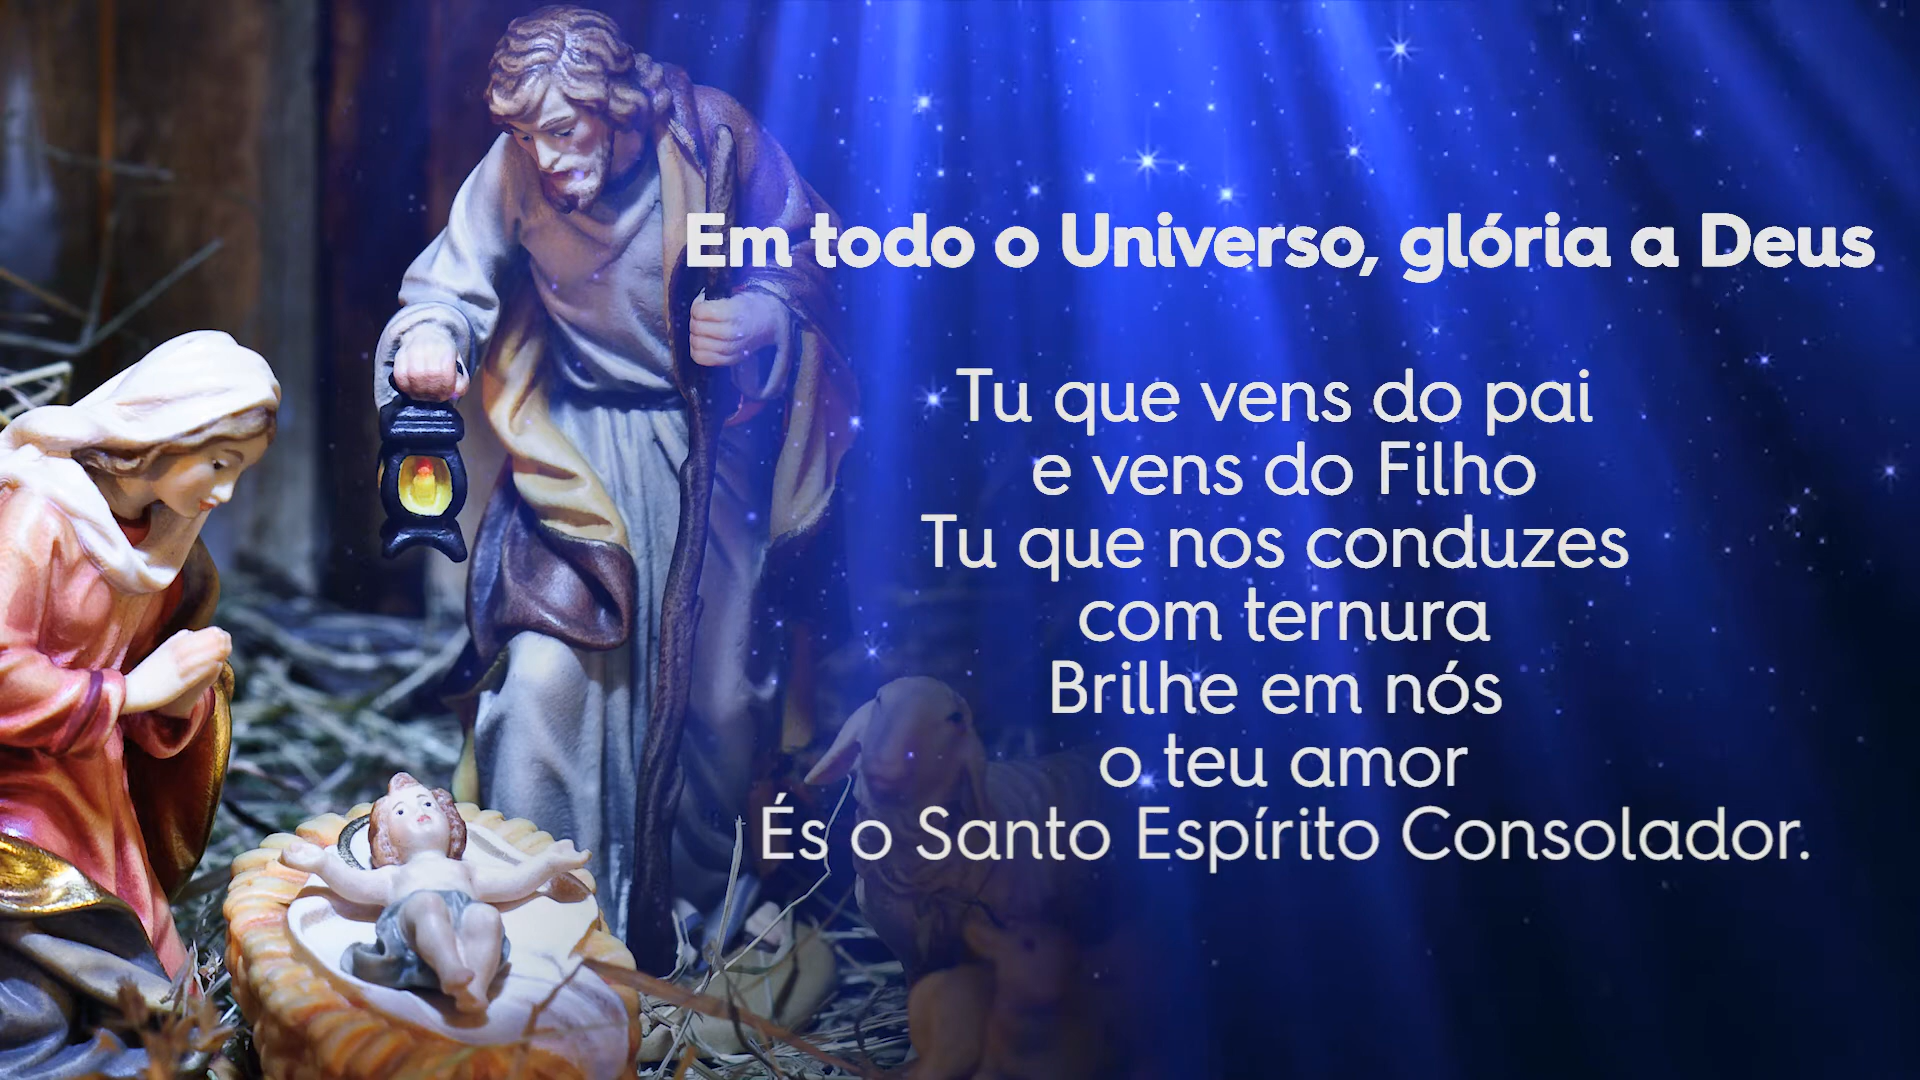 Em todo o Universo, glória a Deus
Tu que vens do pai
e vens do Filho
Tu que nos conduzes
com ternura
Brilhe em nós
o teu amor
És o Santo Espírito Consolador.